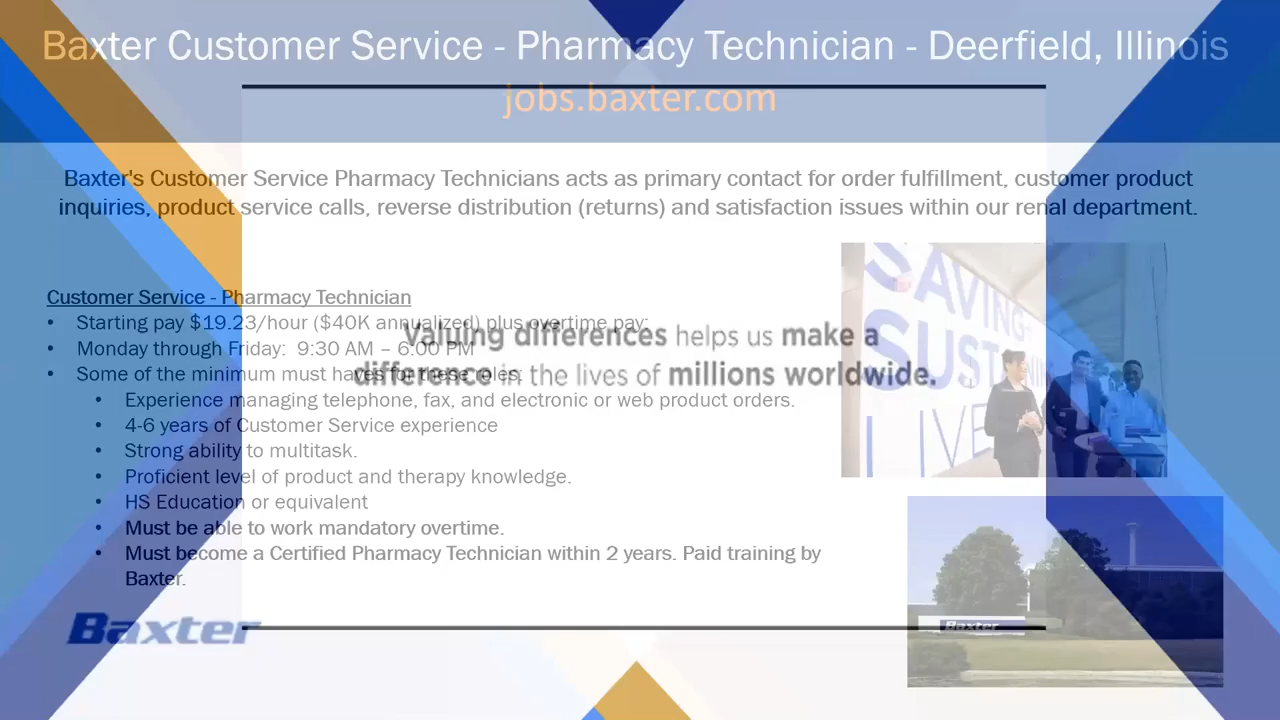 Baxter Customer Service - Pharmacy Technician - Deerfield, Illinois
jobs.baxter.com
Baxter's Customer Service Pharmacy Technicians acts as primary contact for order fulfillment, customer product
inquiries, product service calls, reverse distribution (returns) and satisfaction issues within our renal department.
Customer Service - Pharmacy Technician
• Starting pay $19.23/hour ($40K annualized) plus overtime pay;
• Monday through Friday: 9:30 AM – 6:00 PM
• Some of the minimum must haves for these roles:
• Experience managing telephone, fax, and electronic or web product orders.
• 4-6 years of Customer Service experience
• Strong ability to multitask.
• Proficient level of product and therapy knowledge.
• HS Education or equivalent
• Must be able to work mandatory overtime.
• Must become a Certified Pharmacy Technician within 2 years. Paid training by
Baxter.
Valuing differences helps us make a
difference in the lives of millions worldwide.
SAVING
LIVE
Baxter
Baxter